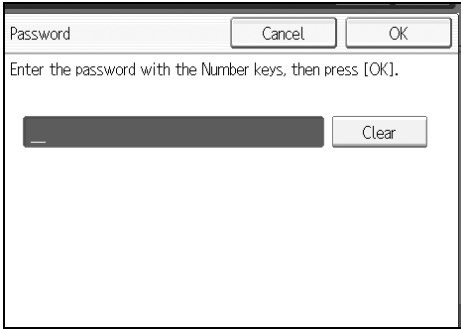 Password Cancel OK
Enter the password with the Number keys, then press [OK].
Clear